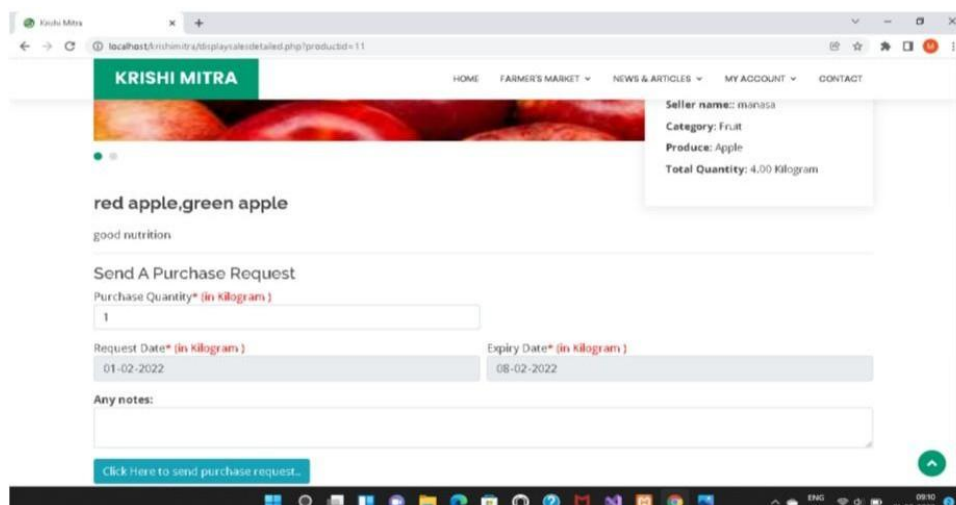 Krishi Mitra
localhost/krishimitra/displaysalesdetailed.php?productid=11
KRISHI MITRA
HOME FARMER'S MARKET NEWS & ARTICLES MY ACCOUNT CONTACT
Seller name:: manasa
Category: Fruit
Produce: Apple
Total Quantity: 4.00 Kilogram
red apple,green apple
good nutrition
Send A Purchase Request
Purchase Quantity* (in Kilogram )
1
Request Date* (in Kilogram ) Expiry Date* (in Kilogram )
01-02-2022 08-02-2022
Any notes:
Click Here to send purchase request..
ENG 09:10